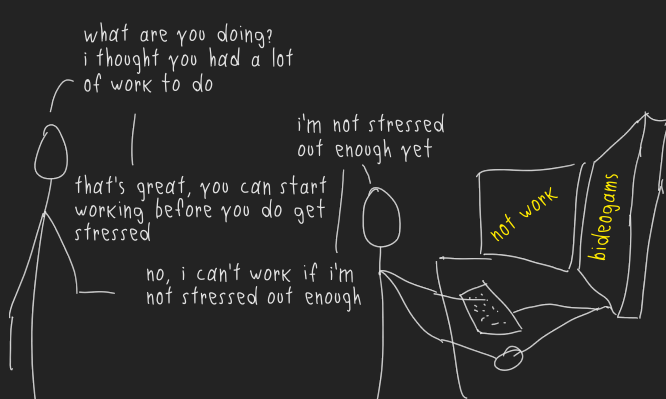 what are you doing?
i thought you had a lot
of work to do
i'm not stressed
out enough yet
that's great, you can start
working before you do get
stressed
no, i can't work if i'm
not stressed out enough
not work
bideogams